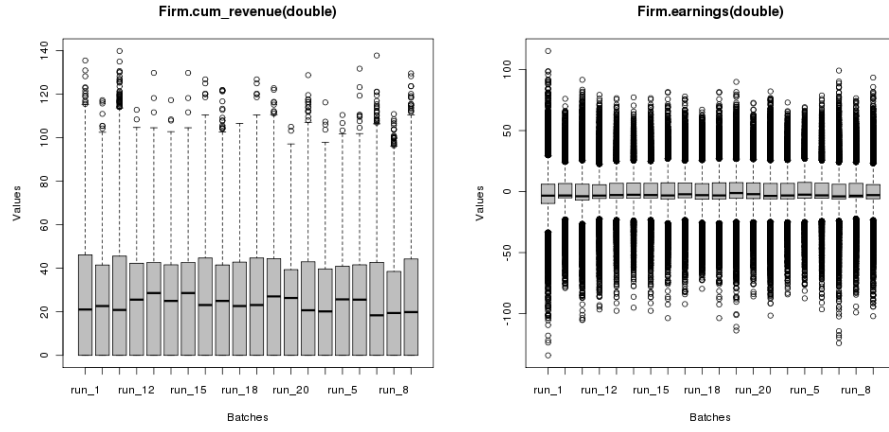 Firm.cum_revenue(double)
Values
0
20
40
60
80
100
120
140
run_1
run_12
run_15
run_18
run_20
run_5
run_8
Batches
Firm.earnings(double)
Values
-100
-50
0
50
100
run_1
run_12
run_15
run_18
run_20
run_5
run_8
Batches